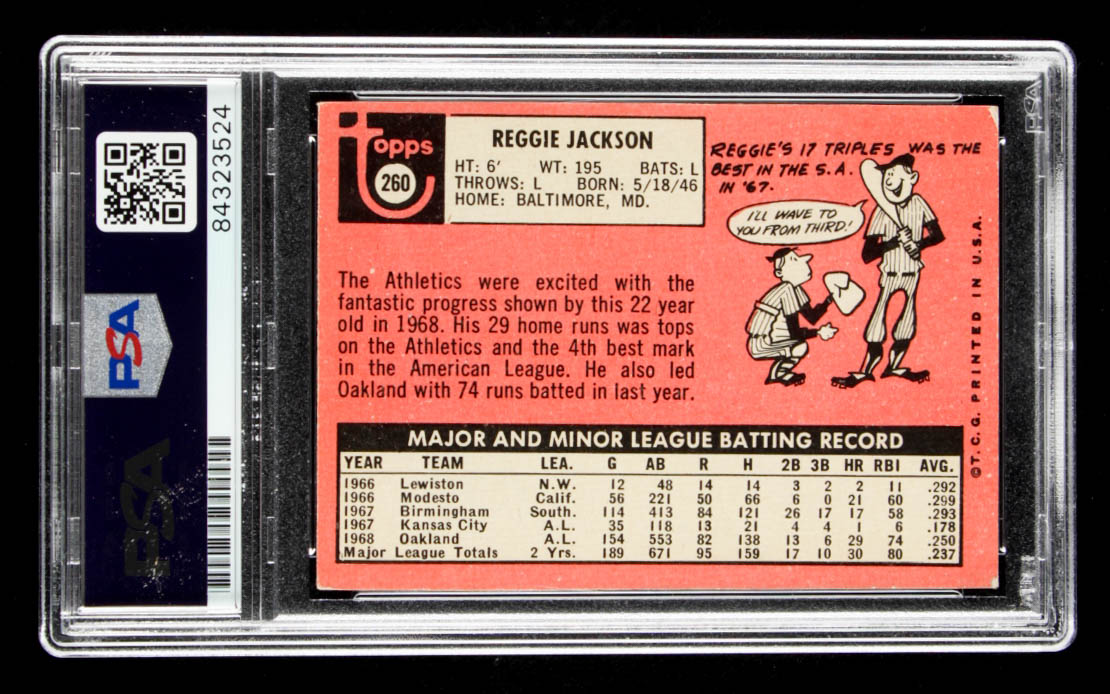 84323524
PSA
PSA
PSA
Topps
260
REGGIE JACKSON
HT: 6' WT: 195 BATS: L
THROWS: L BORN: 5/18/46
HOME: BALTIMORE, MD.
REGGIE'S 17 TRIPLES WAS THE
BEST IN THE S.A.
IN '67.
I'LL WAVE TO
YOU FROM THIRD!
The Athletics were excited with the
fantastic progress shown by this 22 year
old in 1968. His 29 home runs was tops
on the Athletics and the 4th best mark
in the American League. He also led
Oakland with 74 runs batted in last year.
©T.C.G. PRINTED IN U.S.A.
MAJOR AND MINOR LEAGUE BATTING RECORD
YEAR TEAM LEA. G AB R H 2B 3B HR RBI AVG.
1966 Lewiston N.W. 12 48 14 14 3 2 2 11 .292
1966 Modesto Calif. 56 221 50 66 6 0 21 60 .299
1967 Birmingham South. 114 413 84 121 26 17 17 58 .293
1967 Kansas City A.L. 35 118 13 21 4 4 1 6 .178
1968 Oakland A.L. 154 553 82 138 13 6 29 74 .250
Major League Totals 2 Yrs. 189 671 95 159 17 10 30 80 .237